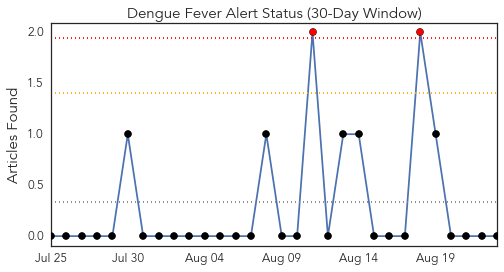 Dengue Fever Alert Status (30-Day Window)
Articles Found
2.0
1.5
1.0
0.5
0.0
Jul 25 Jul 30 Aug 04 Aug 09 Aug 14 Aug 19